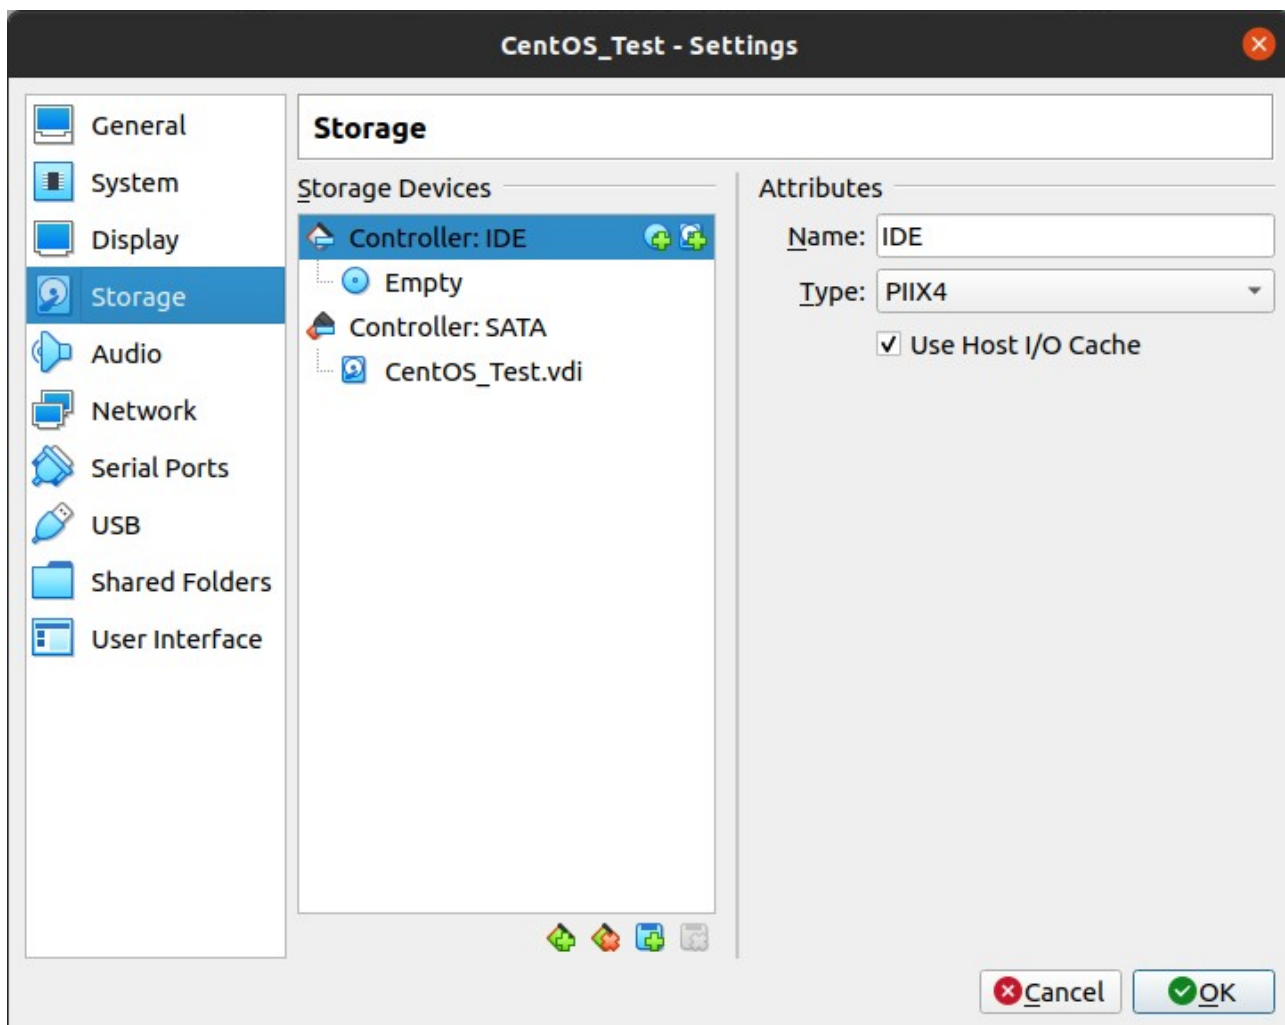 CentOS_Test - Settings
General
System
Display
Storage
Audio
Network
Serial Ports
USB
Shared Folders
User Interface
Storage
Storage Devices
Controller: IDE
Empty
Controller: SATA
CentOS_Test.vdi
Attributes
Name: IDE
Type: PIIX4
Use Host I/O Cache
Cancel
OK